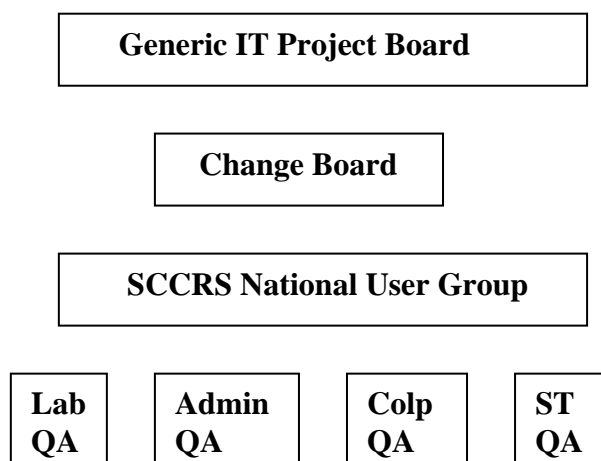 Generic IT Project Board
Change Board
SCCRS National User Group
Lab Admin Colp ST
QA QA QA QA